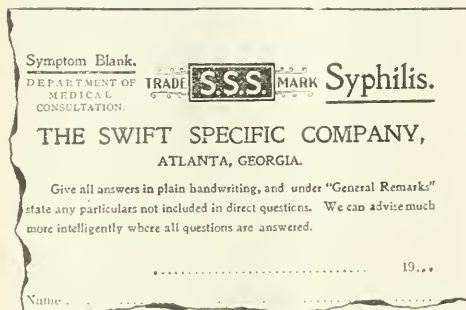 Symptom Blank.
DEPARTMENT OF
MEDICAL
CONSULTATION.
TRADE S.S.S. MARK
Syphilis.
THE SWIFT SPECIFIC COMPANY,
ATLANTA, GEORGIA.
Give all answers in plain handwriting, and under "General Remarks"
state any particulars not included in direct questions. We can advise much
more intelligently where all questions are answered.
19...
Name